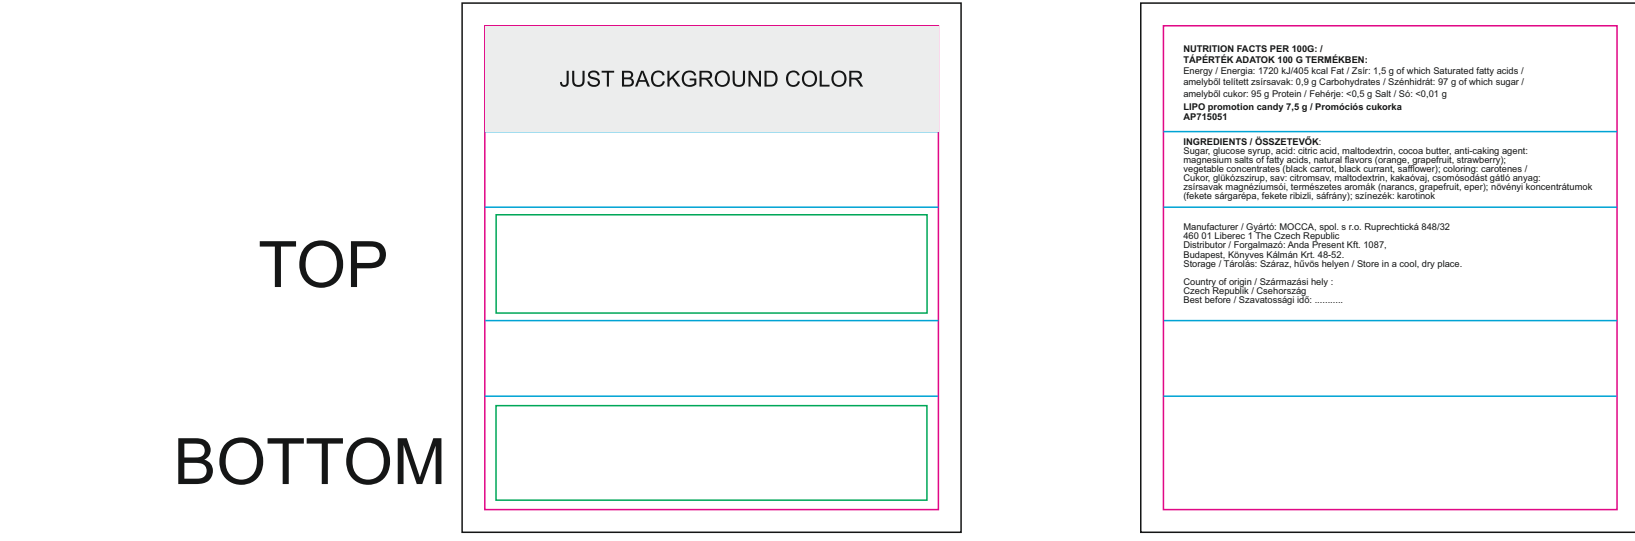 JUST BACKGROUND COLOR
TOP
BOTTOM
NUTRITION FACTS PER 100G: /
TÁPÉRTÉK ADATOK 100 G TERMÉKBEN:
Energy / Energia: 1720 kJ/405 kcal Fat / Zsír: 1,5 g of which Saturated fatty acids /
amelyből telített zsírsavak: 0,9 g Carbohydrates / Szénhidrát: 97 g of which sugar /
amelyből cukor: 95 g Protein / Fehérje: <0,5 g Salt / Só: <0,01 g
LIPO promotion candy 7,5 g / Promóciós cukorka
AP715051
INGREDIENTS / ÖSSZETEVŐK:
Sugar, glucose syrup, acid: citric acid, maltodextrin, cocoa butter, anti-caking agent:
magnesium salts of fatty acids, natural flavors (orange, grapefruit, strawberry);
vegetable concentrates (black carrot, black currant, safflower); coloring: carotenes /
Cukor, glükózszirup, sav: citromsav, maltodextrin, kakaóvaj, csomósodást gátló anyag:
zsírsavak magnéziumsói, természetes aromák (narancs, grapefruit, eper); növényi koncentrátumok
(fekete sárgarépa, fekete ribizli, sáfrány); színezék: karotinok
Manufacturer / Gyártó: MOCCA, spol. s r.o. Ruprechtická 848/32
460 01 Liberec 1 The Czech Republic
Distributor / Forgalmazó: Anda Present Kft. 1087,
Budapest, Könyves Kálmán Krt. 48-52.
Storage / Tárolás: Száraz, hűvös helyen / Store in a cool, dry place.
Country of origin / Származási hely :
Czech Republik / Csehország
Best before / Szavatossági idő: ...........